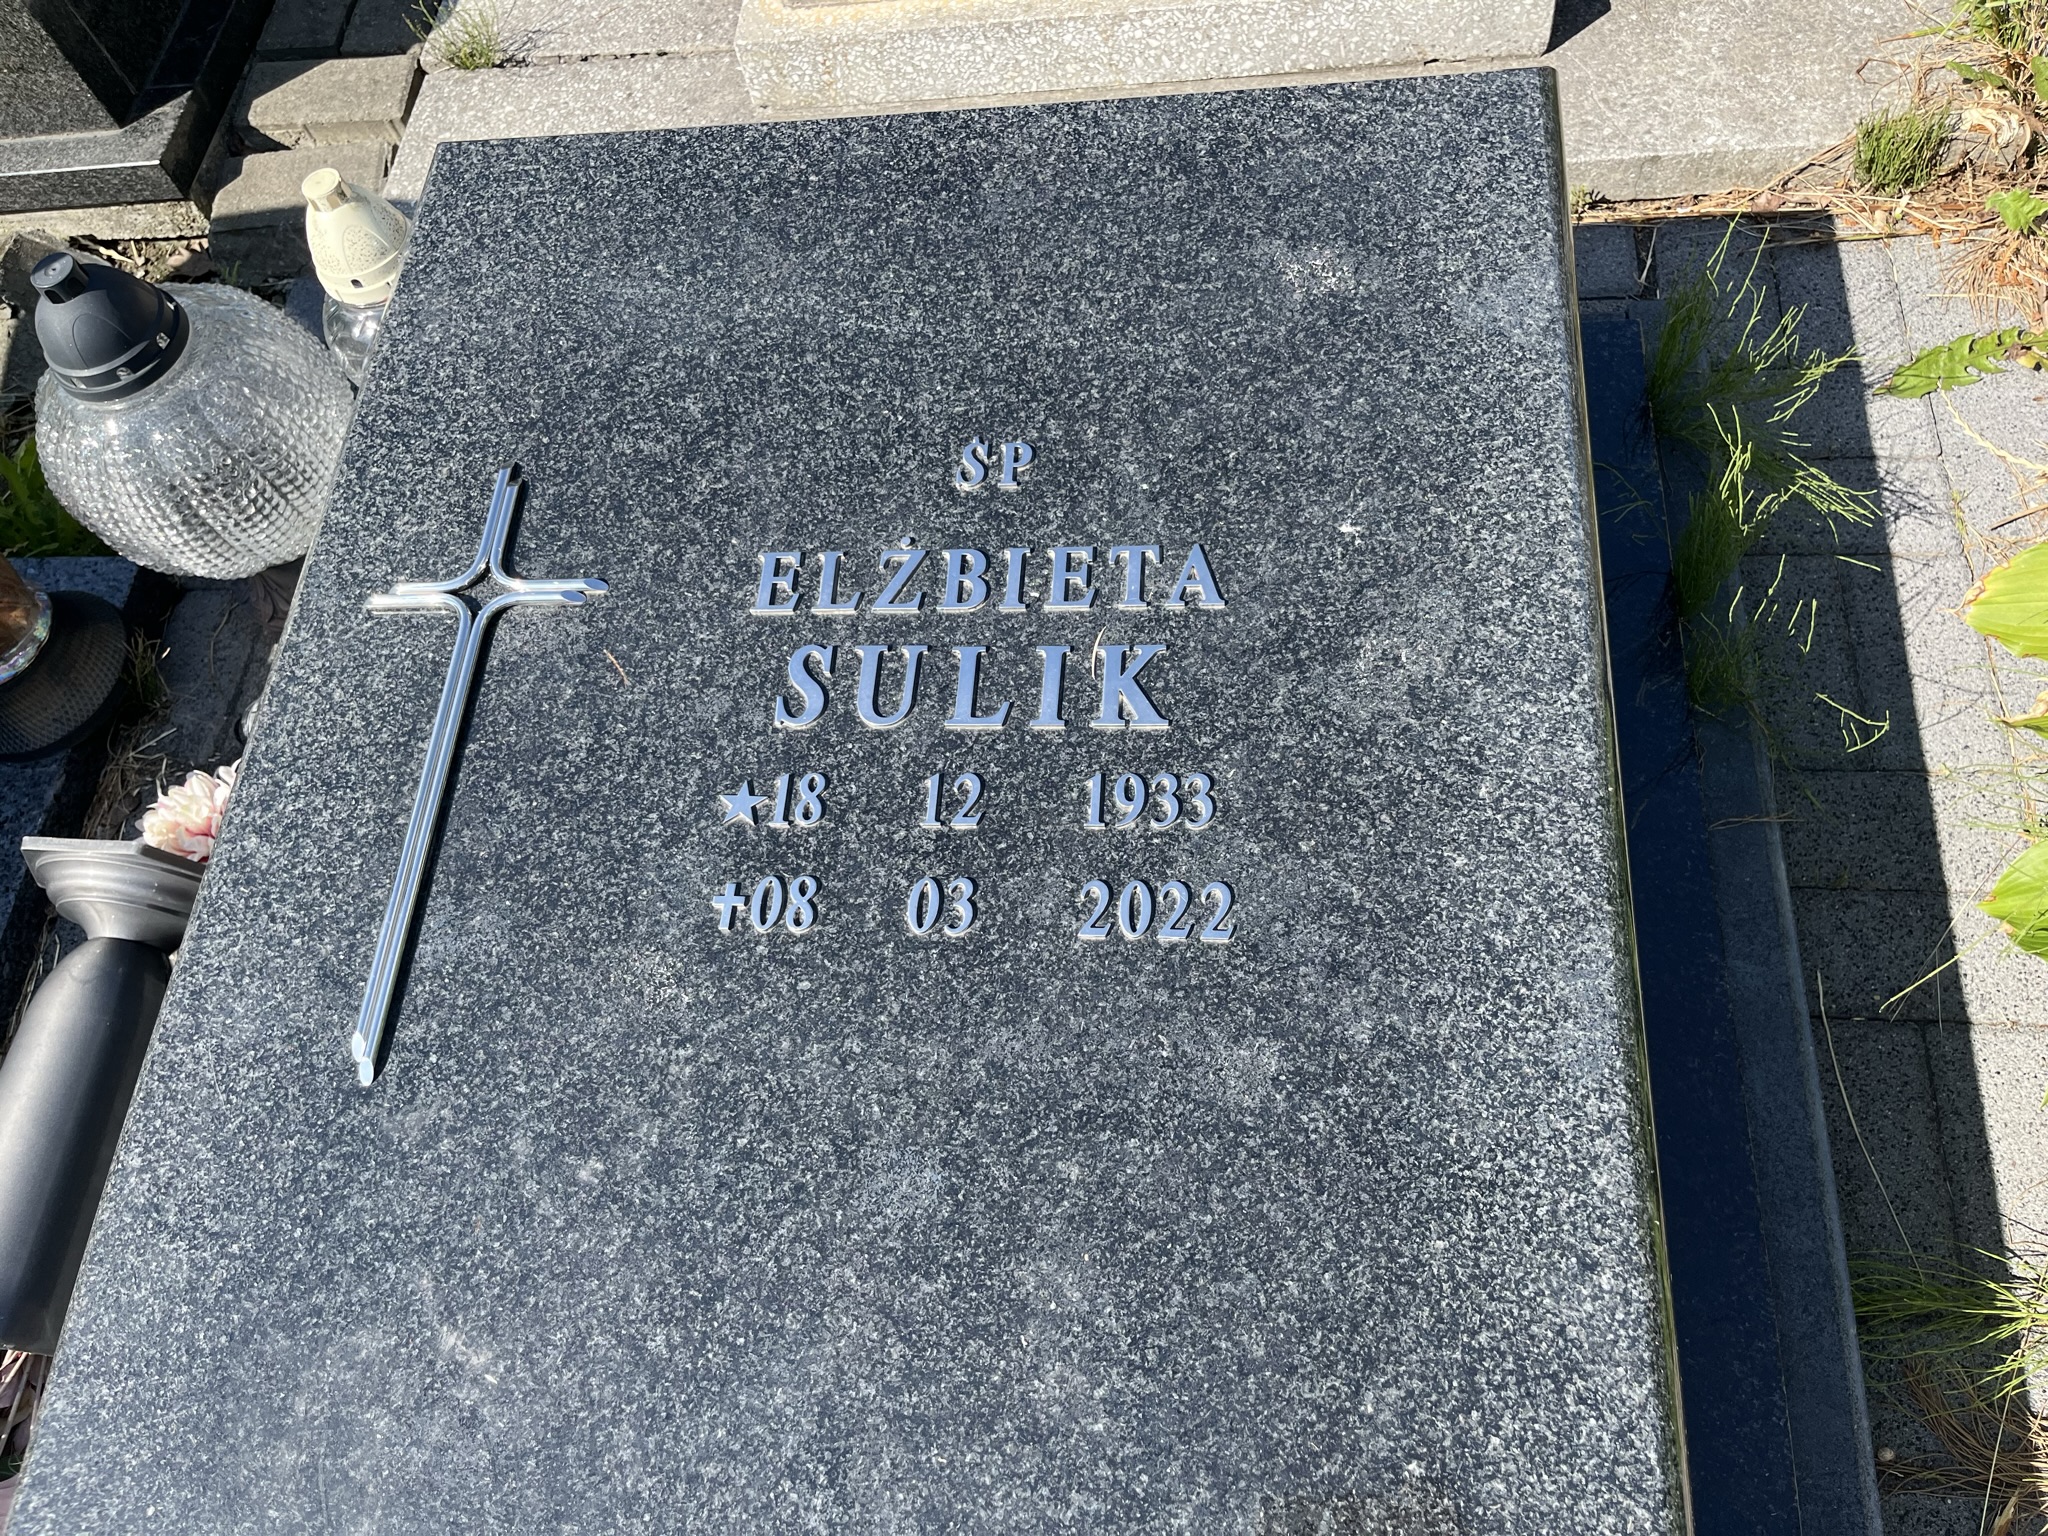 ŚP
ELŻBIETA
SULIK
★18 12 1933
✝08 03 2022